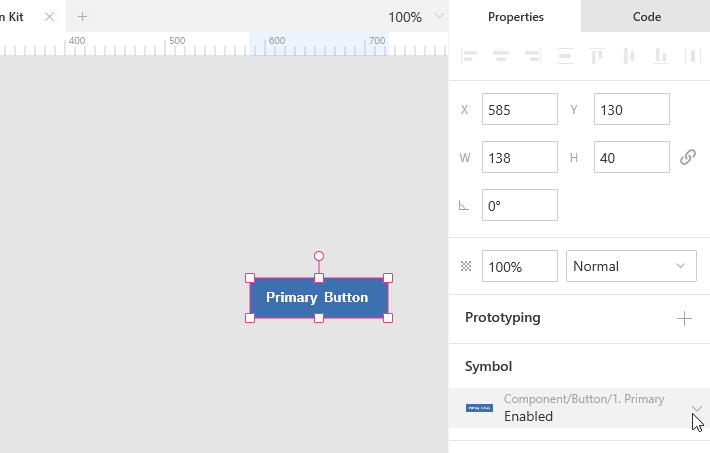 n Kit
100%
400 500 600 700
Properties
Code
X 585 Y 130
W 138 H 40
0°
100% Normal
Primary Button
Prototyping
Symbol
Component/Button/1. Primary
Enabled